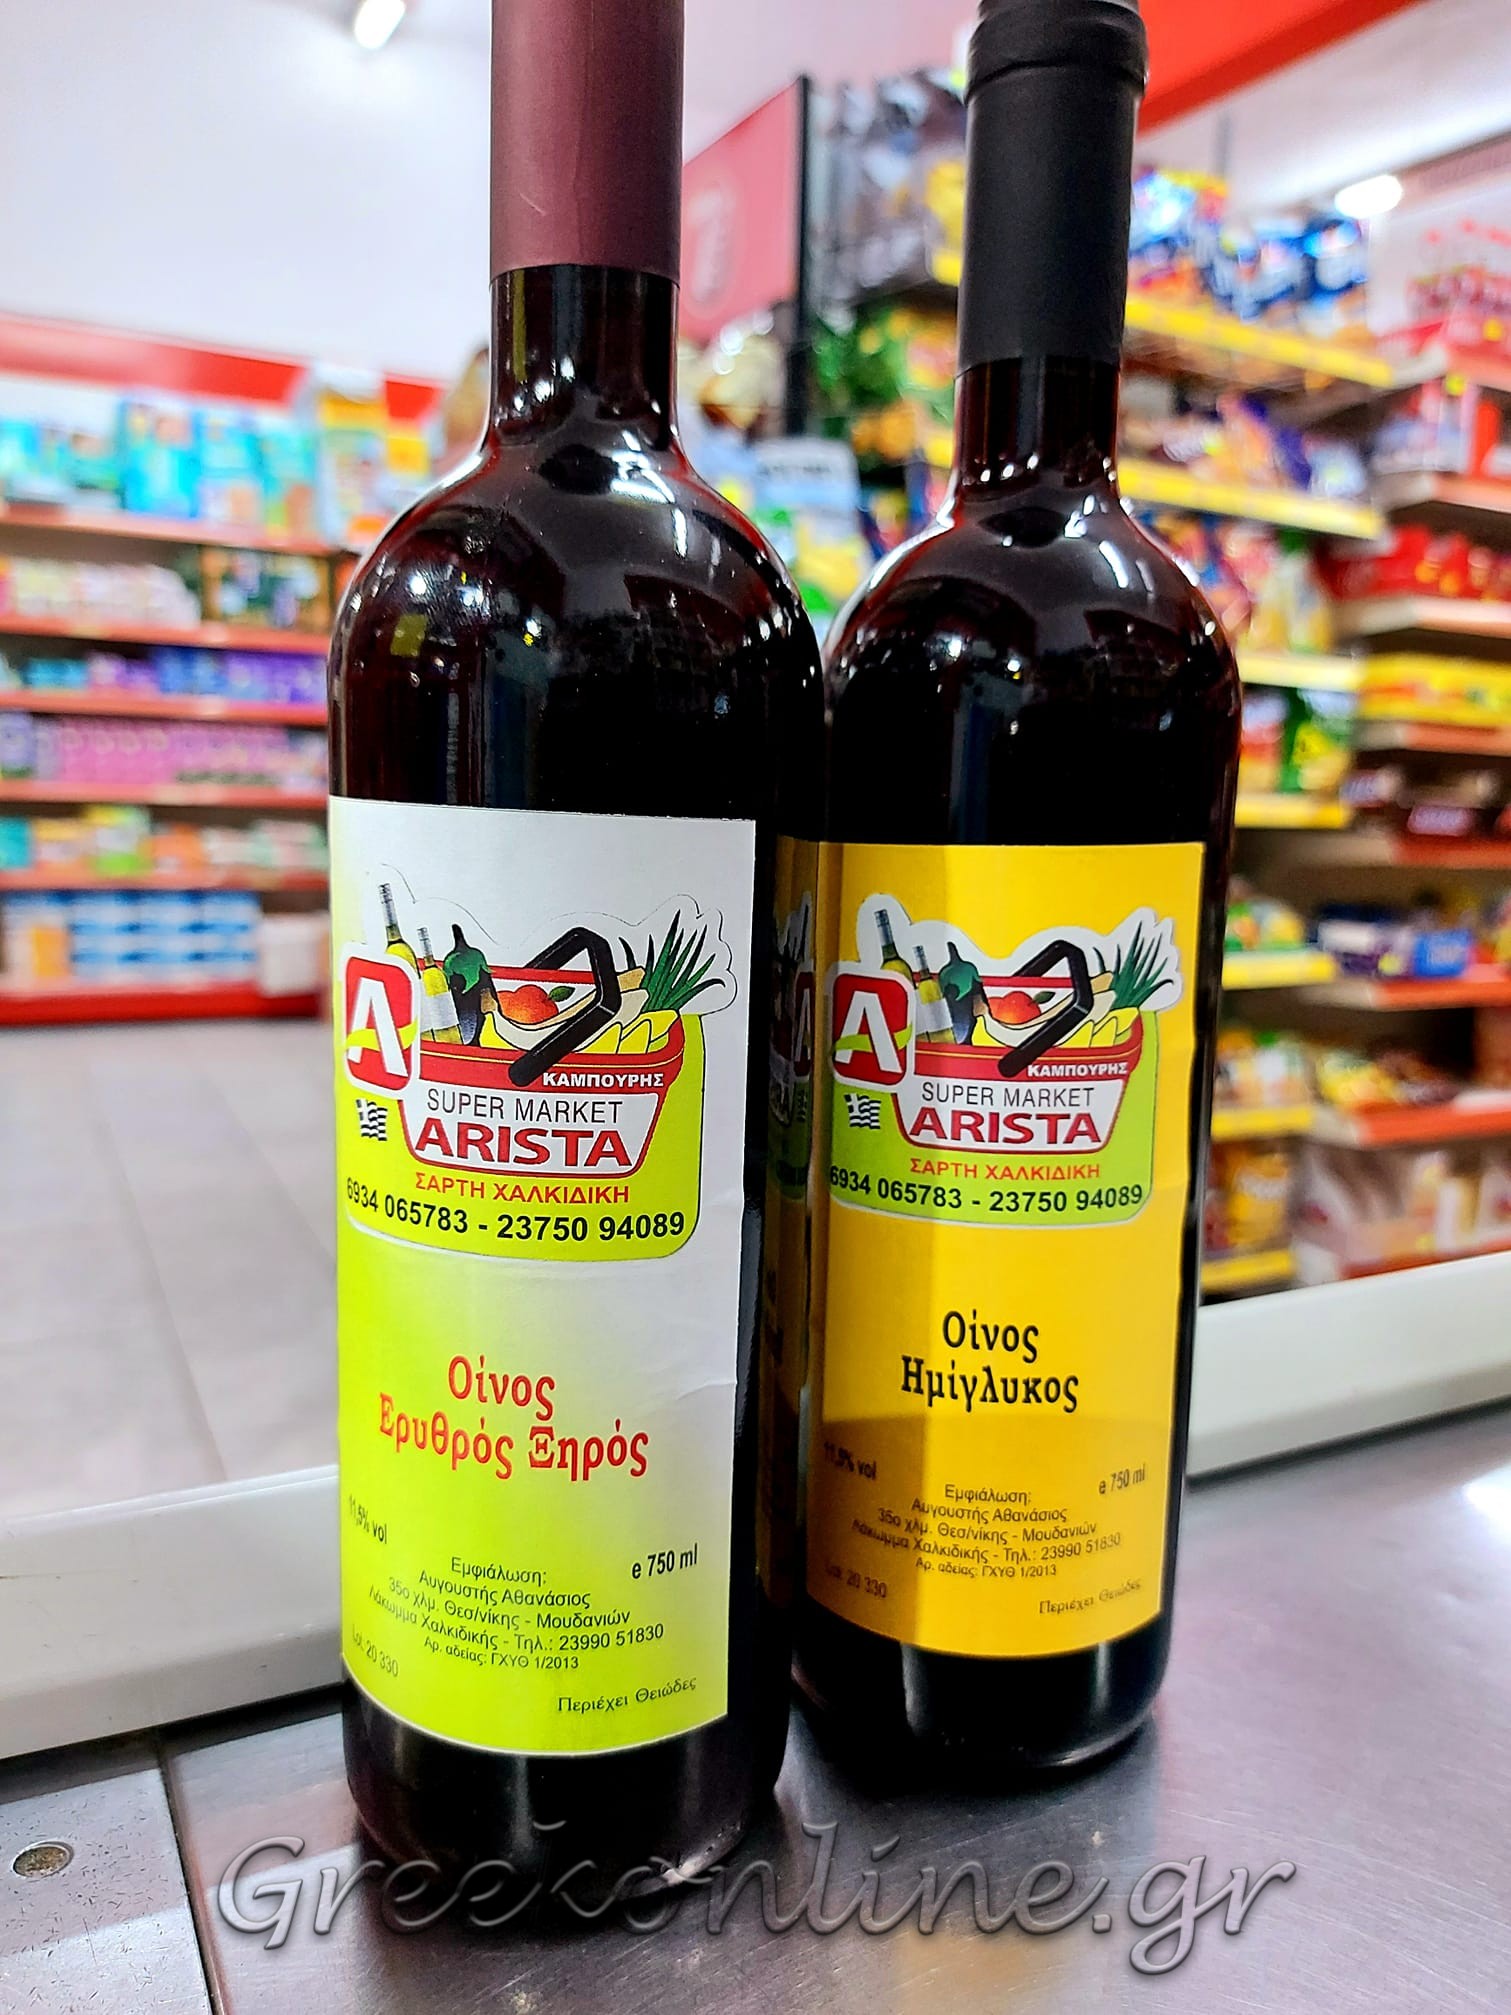 A
ΚΑΜΠΟΥΡΗΣ
SUPER MARKET
ARISTA
ΣΑΡΤΗ ΧΑΛΚΙΔΙΚΗ
6934 065783 - 23750 94089
Οίνος
Ερυθρός Ξηρός
11,5% vol
e 750 ml
Εμφιάλωση:
Αυγουστής Αθανάσιος
35ο χλμ. Θεσ/νίκης - Μουδανιών
Λάκωμμα Χαλκιδικής - Τηλ.: 23990 51830
Αρ. αδείας: ΓΧΥΘ 1/2013
Lot. 20 330
Περιέχει Θειώδες
A
ΚΑΜΠΟΥΡΗΣ
SUPER MARKET
ARISTA
ΣΑΡΤΗ ΧΑΛΚΙΔΙΚΗ
6934 065783 - 23750 94089
Οίνος
Ημίγλυκος
11,5% vol
e 750 ml
Εμφιάλωση:
Αυγουστής Αθανάσιος
35ο χλμ. Θεσ/νίκης - Μουδανιών
Λάκωμμα Χαλκιδικής - Τηλ.: 23990 51830
Αρ. αδείας: ΓΧΥΘ 1/2013
Lot. 20 330
Περιέχει Θειώδες
Greekonline.gr